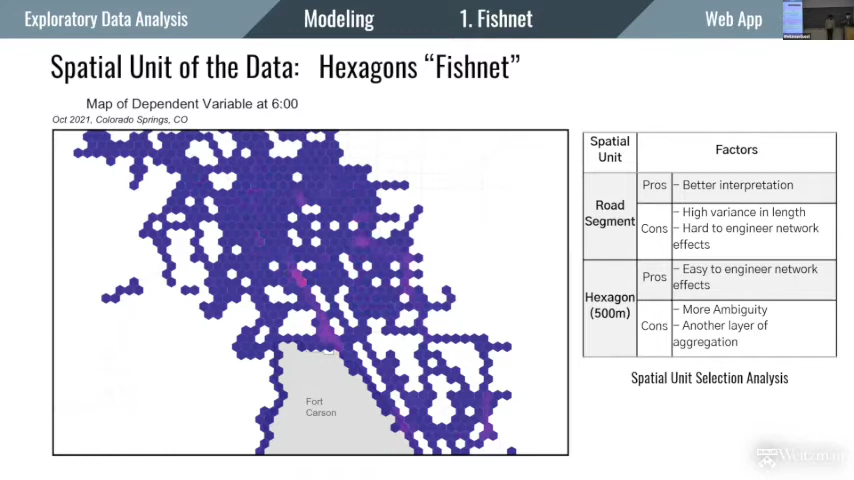 Exploratory Data Analysis
Modeling
1. Fishnet
Web App
Spatial Unit of the Data: Hexagons “Fishnet”
Map of Dependent Variable at 6:00
Oct 2021, Colorado Springs, CO
Fort
Carson
Spatial
Unit
Factors
Road
Segment
Pros
– Better interpretation
Cons
– High variance in length
– Hard to engineer network
effects
Hexagon
(500m)
Pros
– Easy to engineer network
effects
Cons
– More Ambiguity
– Another layer of
aggregation
Spatial Unit Selection Analysis
Weitzman